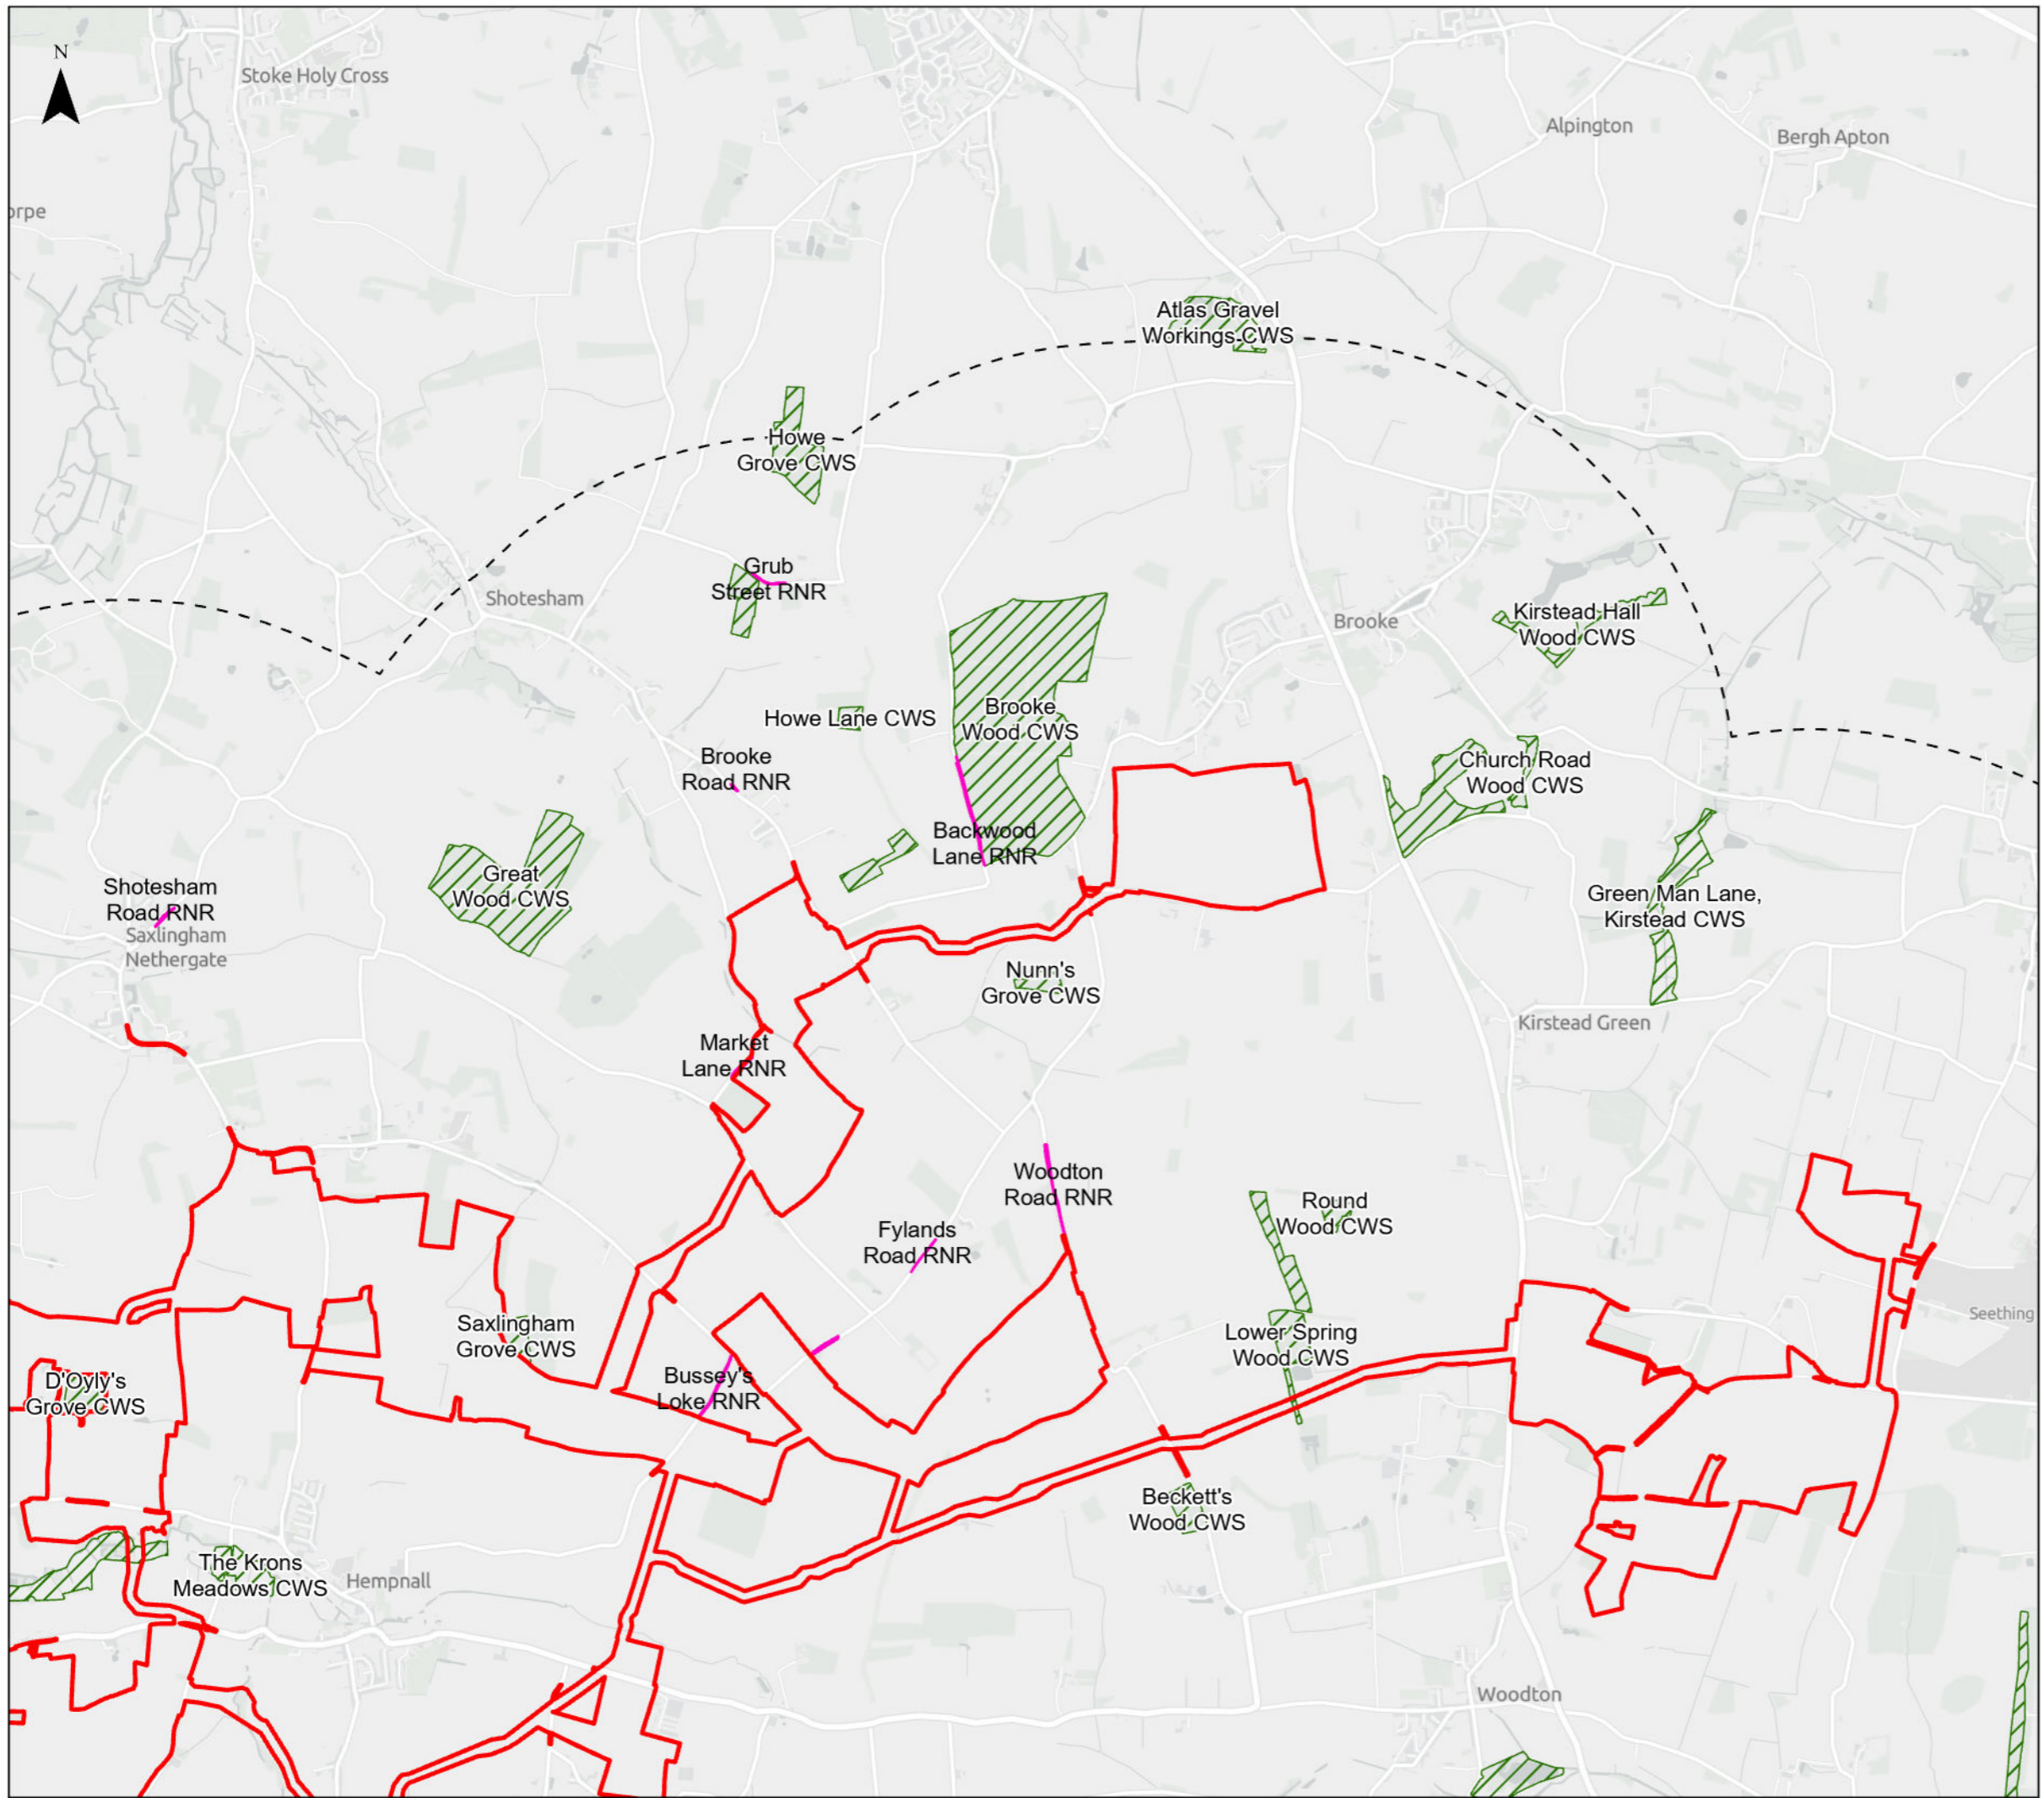 N
Stoke Holy Cross
Alpington
Bergh Apton
orpe
Atlas Gravel
Workings CWS
Howe
Grove CWS
Grub
Street RNR
Shotesham
Brooke
Kirstead Hall
Wood CWS
Howe Lane CWS
Brooke
Wood CWS
Brooke
Road RNR
Church Road
Wood CWS
Backwood
Lane RNR
Great
Wood CWS
Shotesham
Road RNR
Saxlingham
Nethergate
Green Man Lane,
Kirstead CWS
Nunn's
Grove CWS
Kirstead Green
Market
Lane RNR
Woodton
Road RNR
Round
Wood CWS
Fylands
Road RNR
Seething
Saxlingham
Grove CWS
Lower Spring
Wood CWS
D'Oyly's
Grove CWS
Bussey's
Loke RNR
Beckett's
Wood CWS
The Krons
Meadows CWS
Hempnall
Woodton